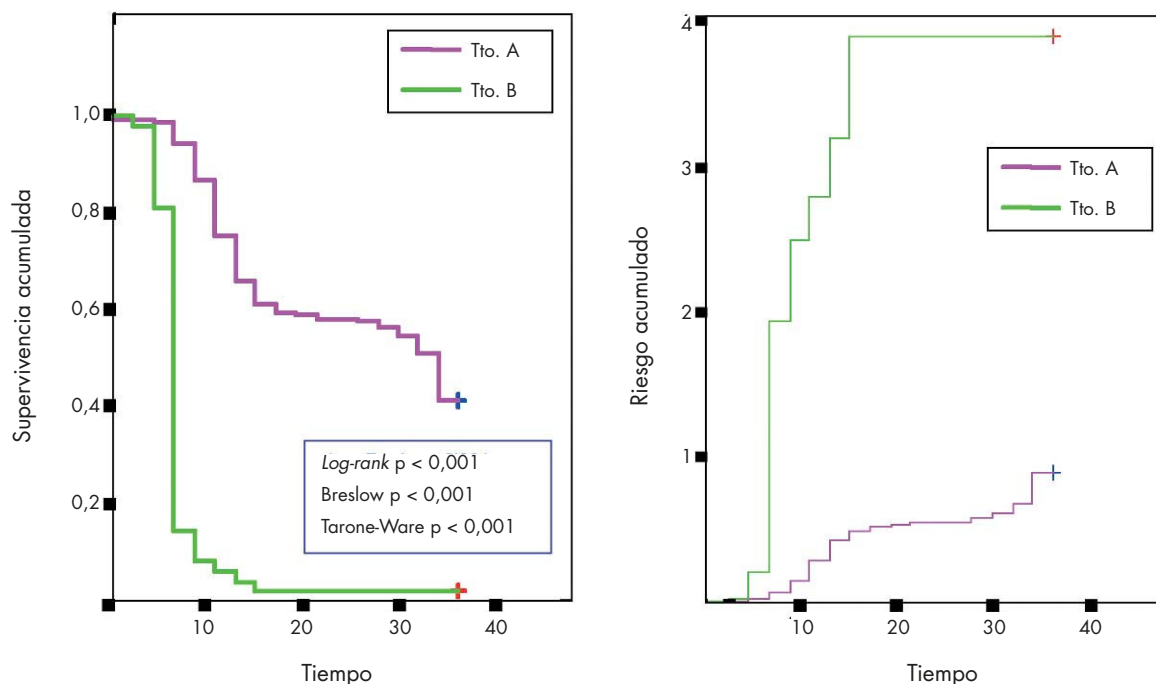 Tto. A
Tto. B
1,0
0,8
0,6
0,4
0,2
Supervivencia acumulada
Log-rank p < 0,001
Breslow p < 0,001
Tarone-Ware p < 0,001
10
20
30
40
Tiempo
4
3
2
1
Riesgo acumulado
Tto. A
Tto. B
10
20
30
40
Tiempo